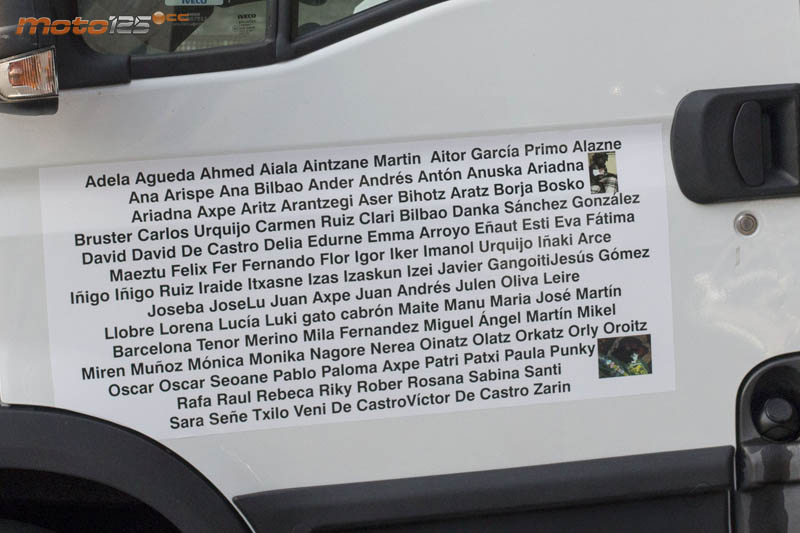 moto125.cc
IVECO
IVECO
Adela Agueda Ahmed Aiala Aintzane Martin Aitor García Primo Alazne
Ana Arispe Ana Bilbao Ander Andrés Antón Anuska Ariadna
Ariadna Axpe Aritz Arantzegi Aser Bihotz Aratz Borja Bosko
Bruster Carlos Urquijo Carmen Ruiz Clari Bilbao Danka Sánchez González
David David De Castro Delia Edurne Emma Arroyo Eñaut Esti Eva Fátima
Maeztu Felix Fer Fernando Flor Igor Iker Imanol Urquijo Iñaki Arce
Iñigo Iñigo Ruiz Iraide Itxasne Izas Izaskun Izei Javier GangoitiJesús Gómez
Joseba JoseLu Juan Axpe Juan Andrés Julen Oliva Leire
Llobre Lorena Lucía Luki gato cabrón Maite Manu Maria José Martín
Barcelona Tenor Merino Mila Fernandez Miguel Ángel Martín Mikel
Miren Muñoz Mónica Monika Nagore Nerea Oinatz Olatz Orkatz Orly Oroitz
Oscar Oscar Seoane Pablo Paloma Axpe Patri Patxi Paula Punky
Rafa Raul Rebeca Riky Rober Rosana Sabina Santi
Sara Señe Txilo Veni De CastroVíctor De Castro Zarin